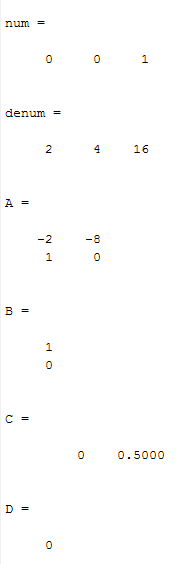 num =
0 0 1
denum =
2 4 16
A =
-2 -8
1 0
B =
1
0
C =
0 0.5000
D =
0